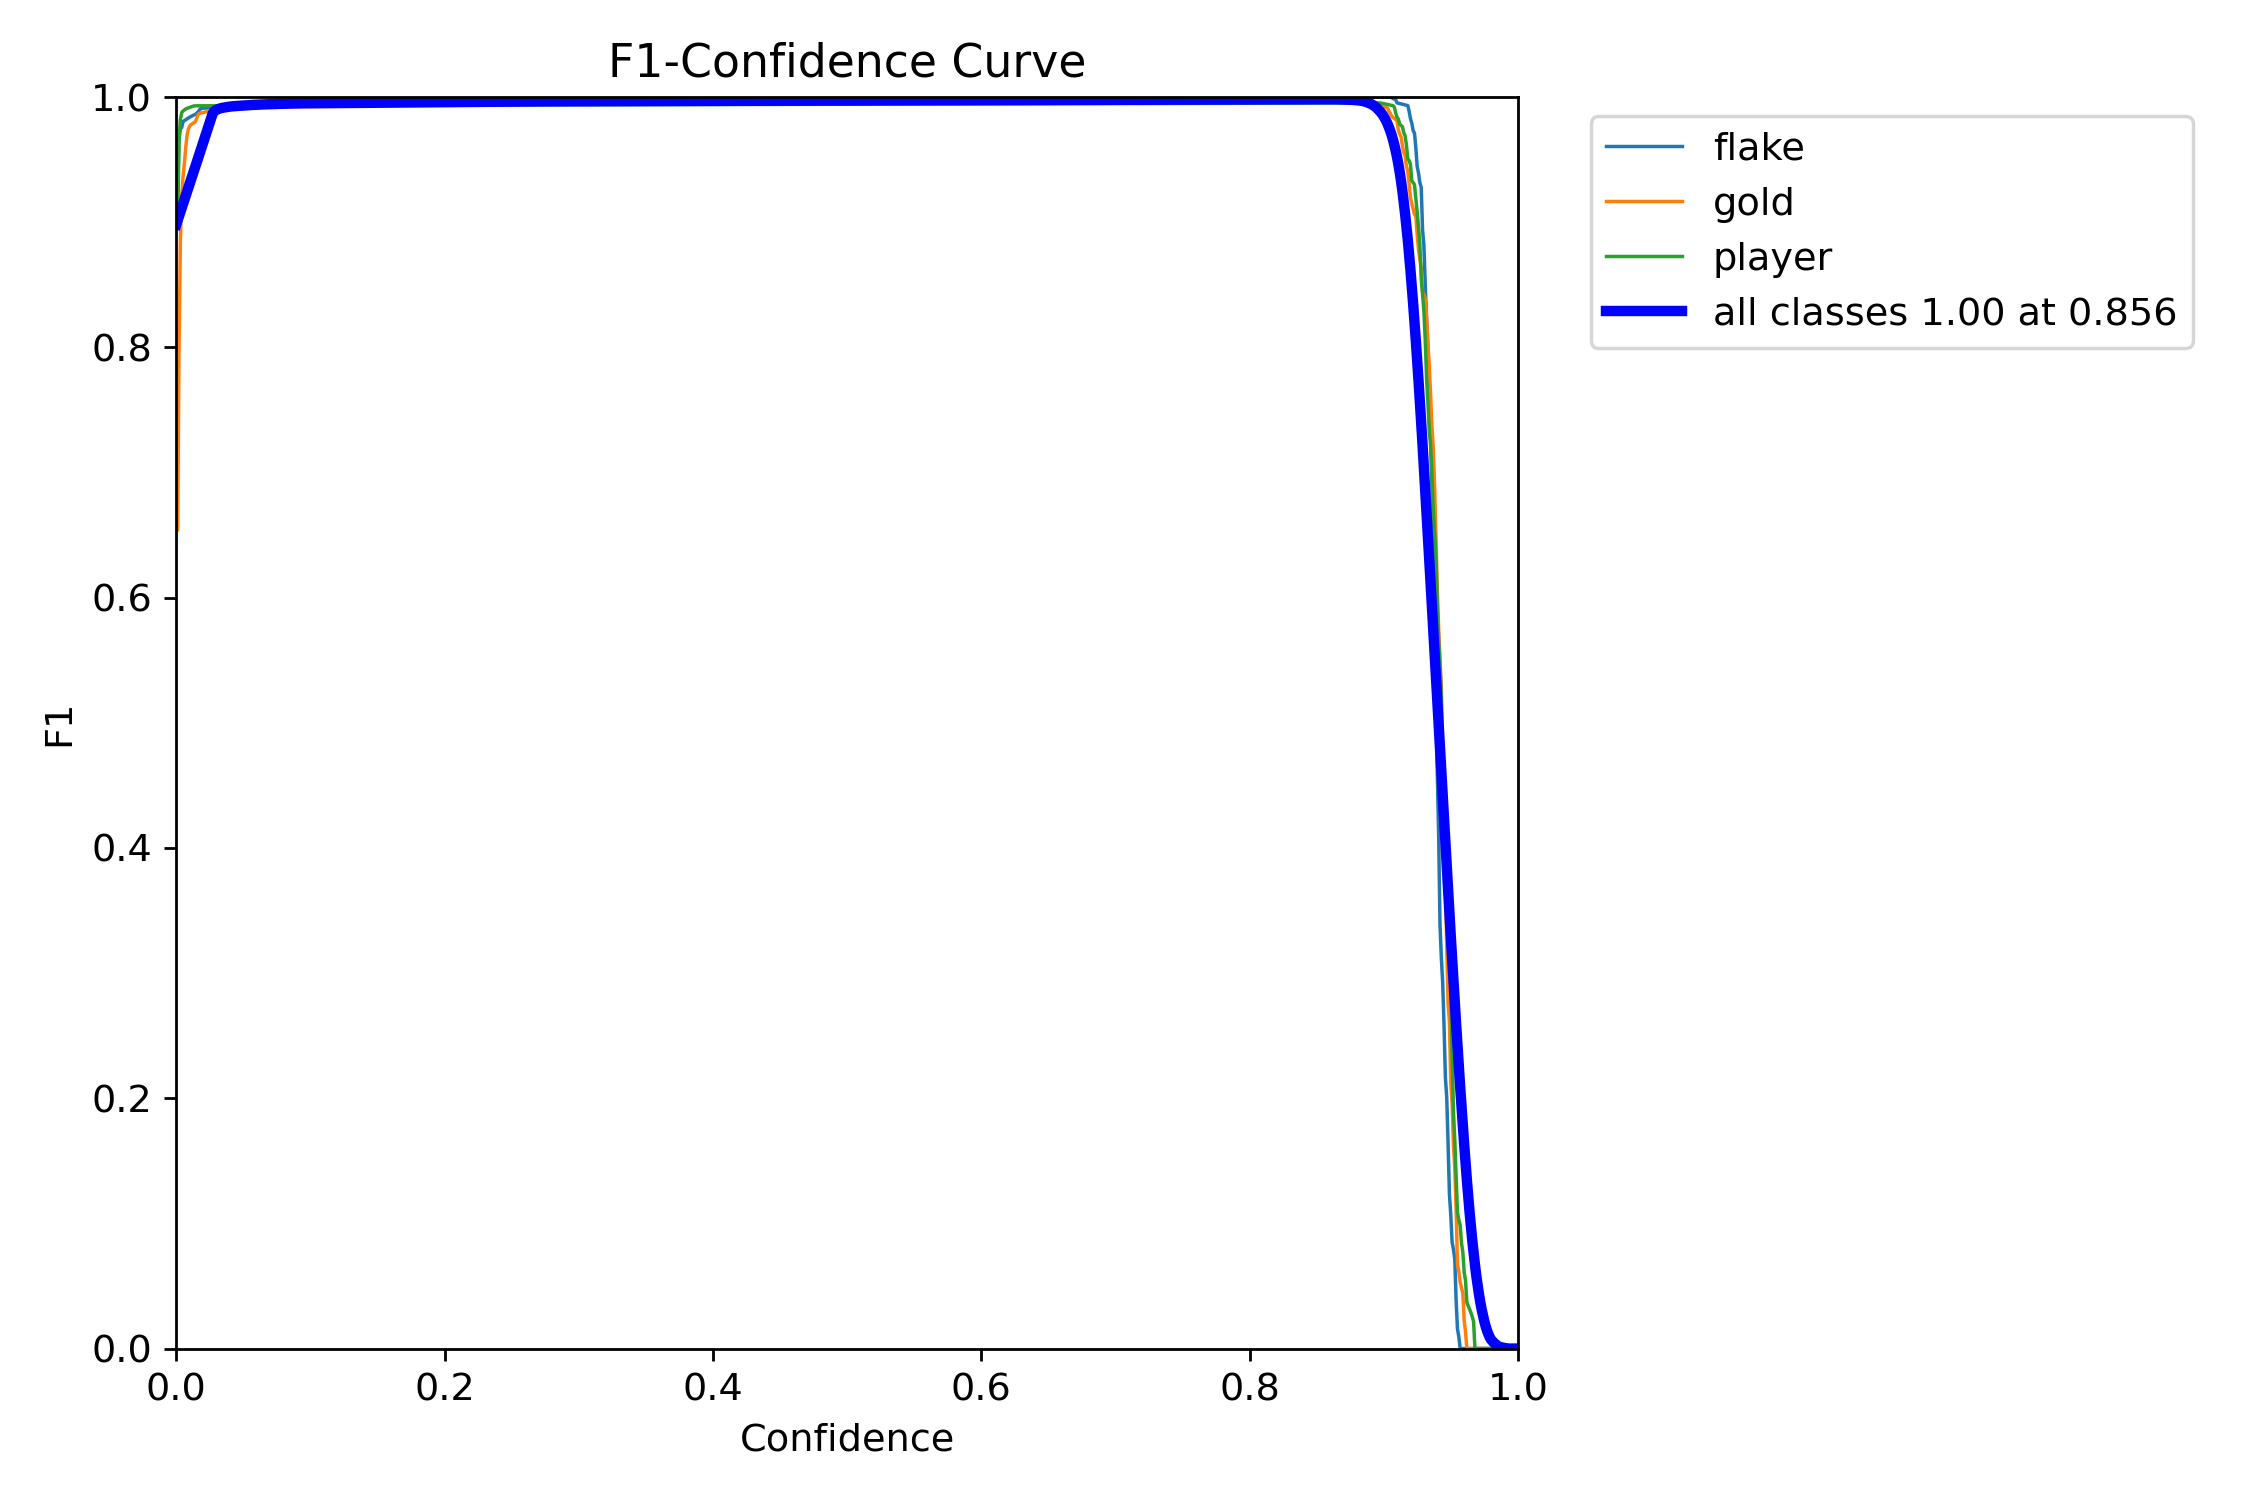 F1-Confidence Curve
1.0
0.8
0.6
0.4
0.2
0.0
F1
0.0 0.2 0.4 0.6 0.8 1.0
Confidence
flake
gold
player
all classes 1.00 at 0.856